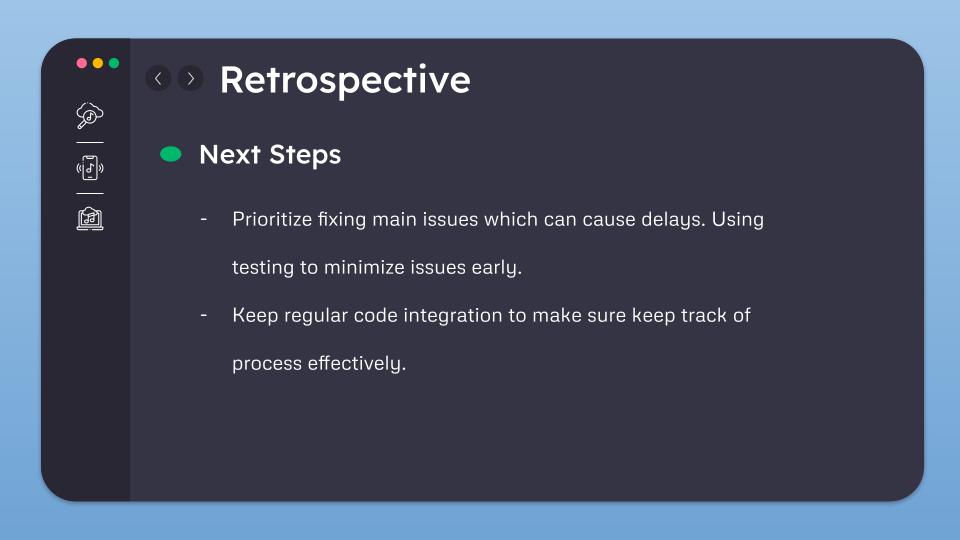 Retrospective
Next Steps
- Prioritize fixing main issues which can cause delays. Using
testing to minimize issues early.
- Keep regular code integration to make sure keep track of
process effectively.